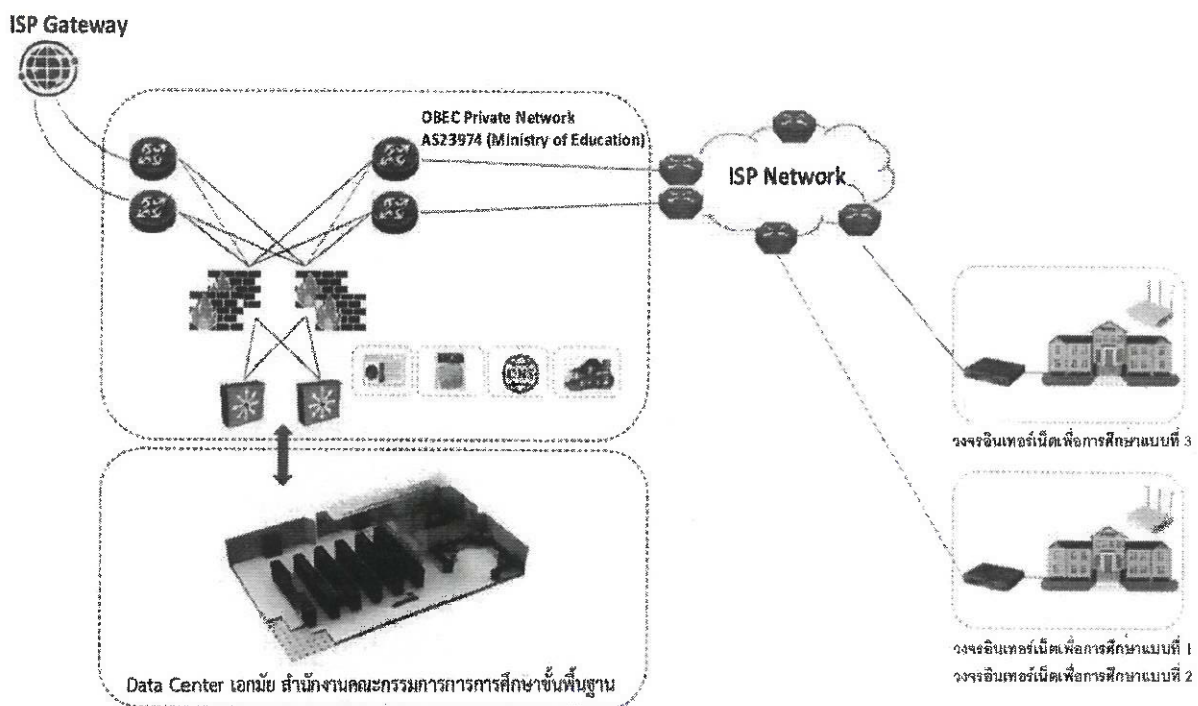 ISP Gateway
OBEC Private Network
AS23974 (Ministry of Education)
ISP Network
DNS
วงจรอินเทอร์เน็ตเพื่อการศึกษาแบบที่ 3
Data Center เอกมัย สำนักงานคณะกรรมการการศึกษาขั้นพื้นฐาน
วงจรอินเทอร์เน็ตเพื่อการศึกษาแบบที่ 1
วงจรอินเทอร์เน็ตเพื่อการศึกษาแบบที่ 2